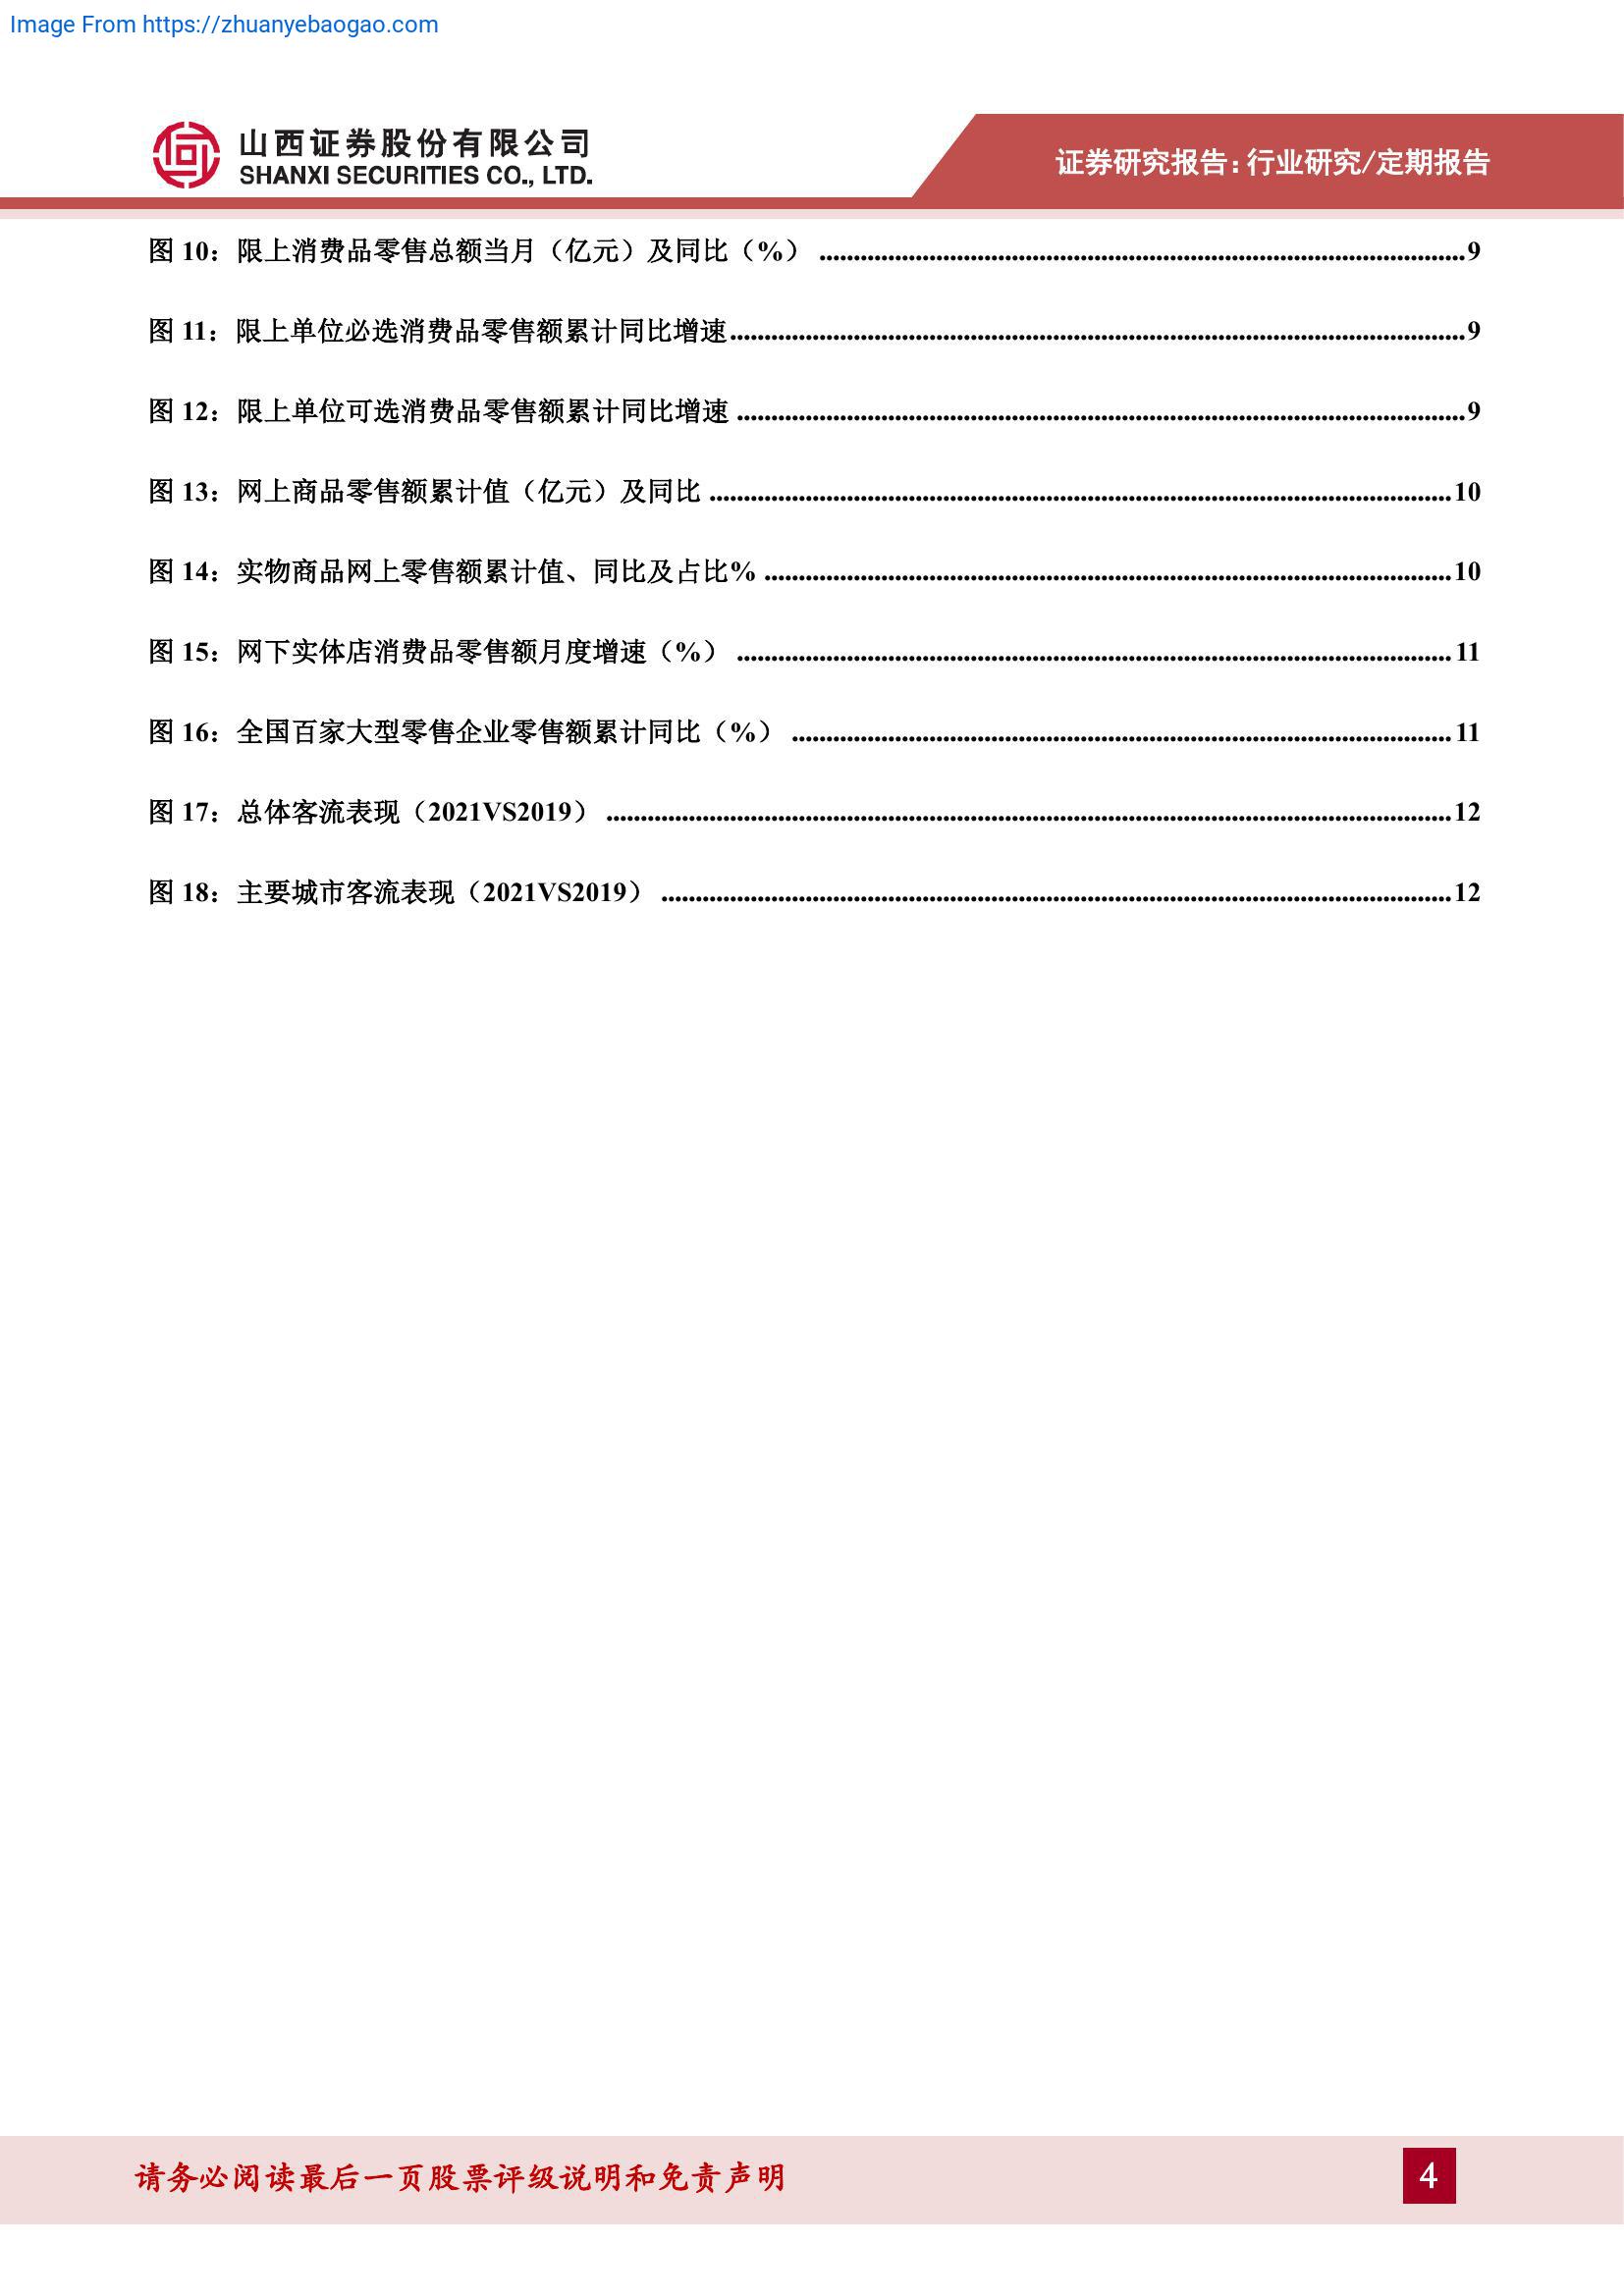 Image From https://zhuanyebaogao.com
山西证券股份有限公司
SHANXI SECURITIES CO., LTD.
证券研究报告：行业研究/定期报告
图 10：限上消费品零售总额当月（亿元）及同比（%） ........ 9
图 11：限上单位必选消费品零售额累计同比增速 ........ 9
图 12：限上单位可选消费品零售额累计同比增速 ........ 9
图 13：网上商品零售额累计值（亿元）及同比 ........ 10
图 14：实物商品网上零售额累计值、同比及占比% ........ 10
图 15：网下实体店消费品零售额月度增速（%） ........ 11
图 16：全国百家大型零售企业零售额累计同比（%） ........ 11
图 17：总体客流表现（2021VS2019） ........ 12
图 18：主要城市客流表现（2021VS2019） ........ 12
请务必阅读最后一页股票评级说明和免责声明
4